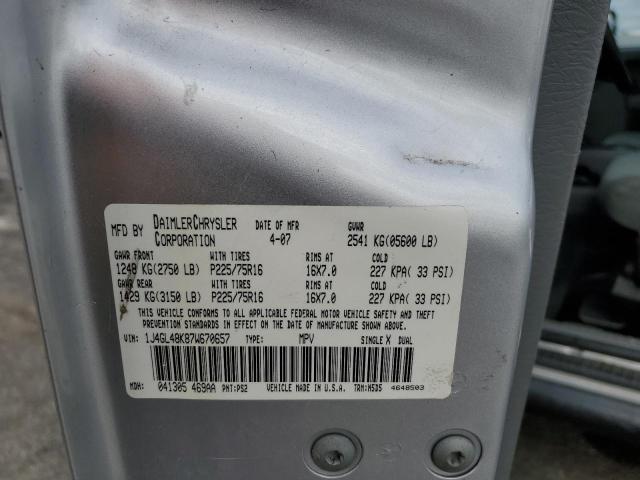 MFD BY DAIMLERCHRYSLER CORPORATION DATE OF MFR 4-07 GVWR 2541 KG(05600 LB)
GAWR FRONT WITH TIRES RIMS AT COLD
1248 KG(2750 LB) P225/75R16 16X7.0 227 KPA( 33 PSI)
GAWR REAR WITH TIRES RIMS AT COLD
1429 KG(3150 LB) P225/75R16 16X7.0 227 KPA( 33 PSI)
THIS VEHICLE CONFORMS TO ALL APPLICABLE FEDERAL MOTOR VEHICLE SAFETY AND
THEFT PREVENTION STANDARDS IN EFFECT ON THE DATE OF MANUFACTURE SHOWN ABOVE.
VIN: 1J4GL48K87W670657 TYPE: MPV SINGLE X DUAL
MDH: 041305 469AA PNT:PS2 VEHICLE MADE IN U.S.A. TRM:M5D5 4648503